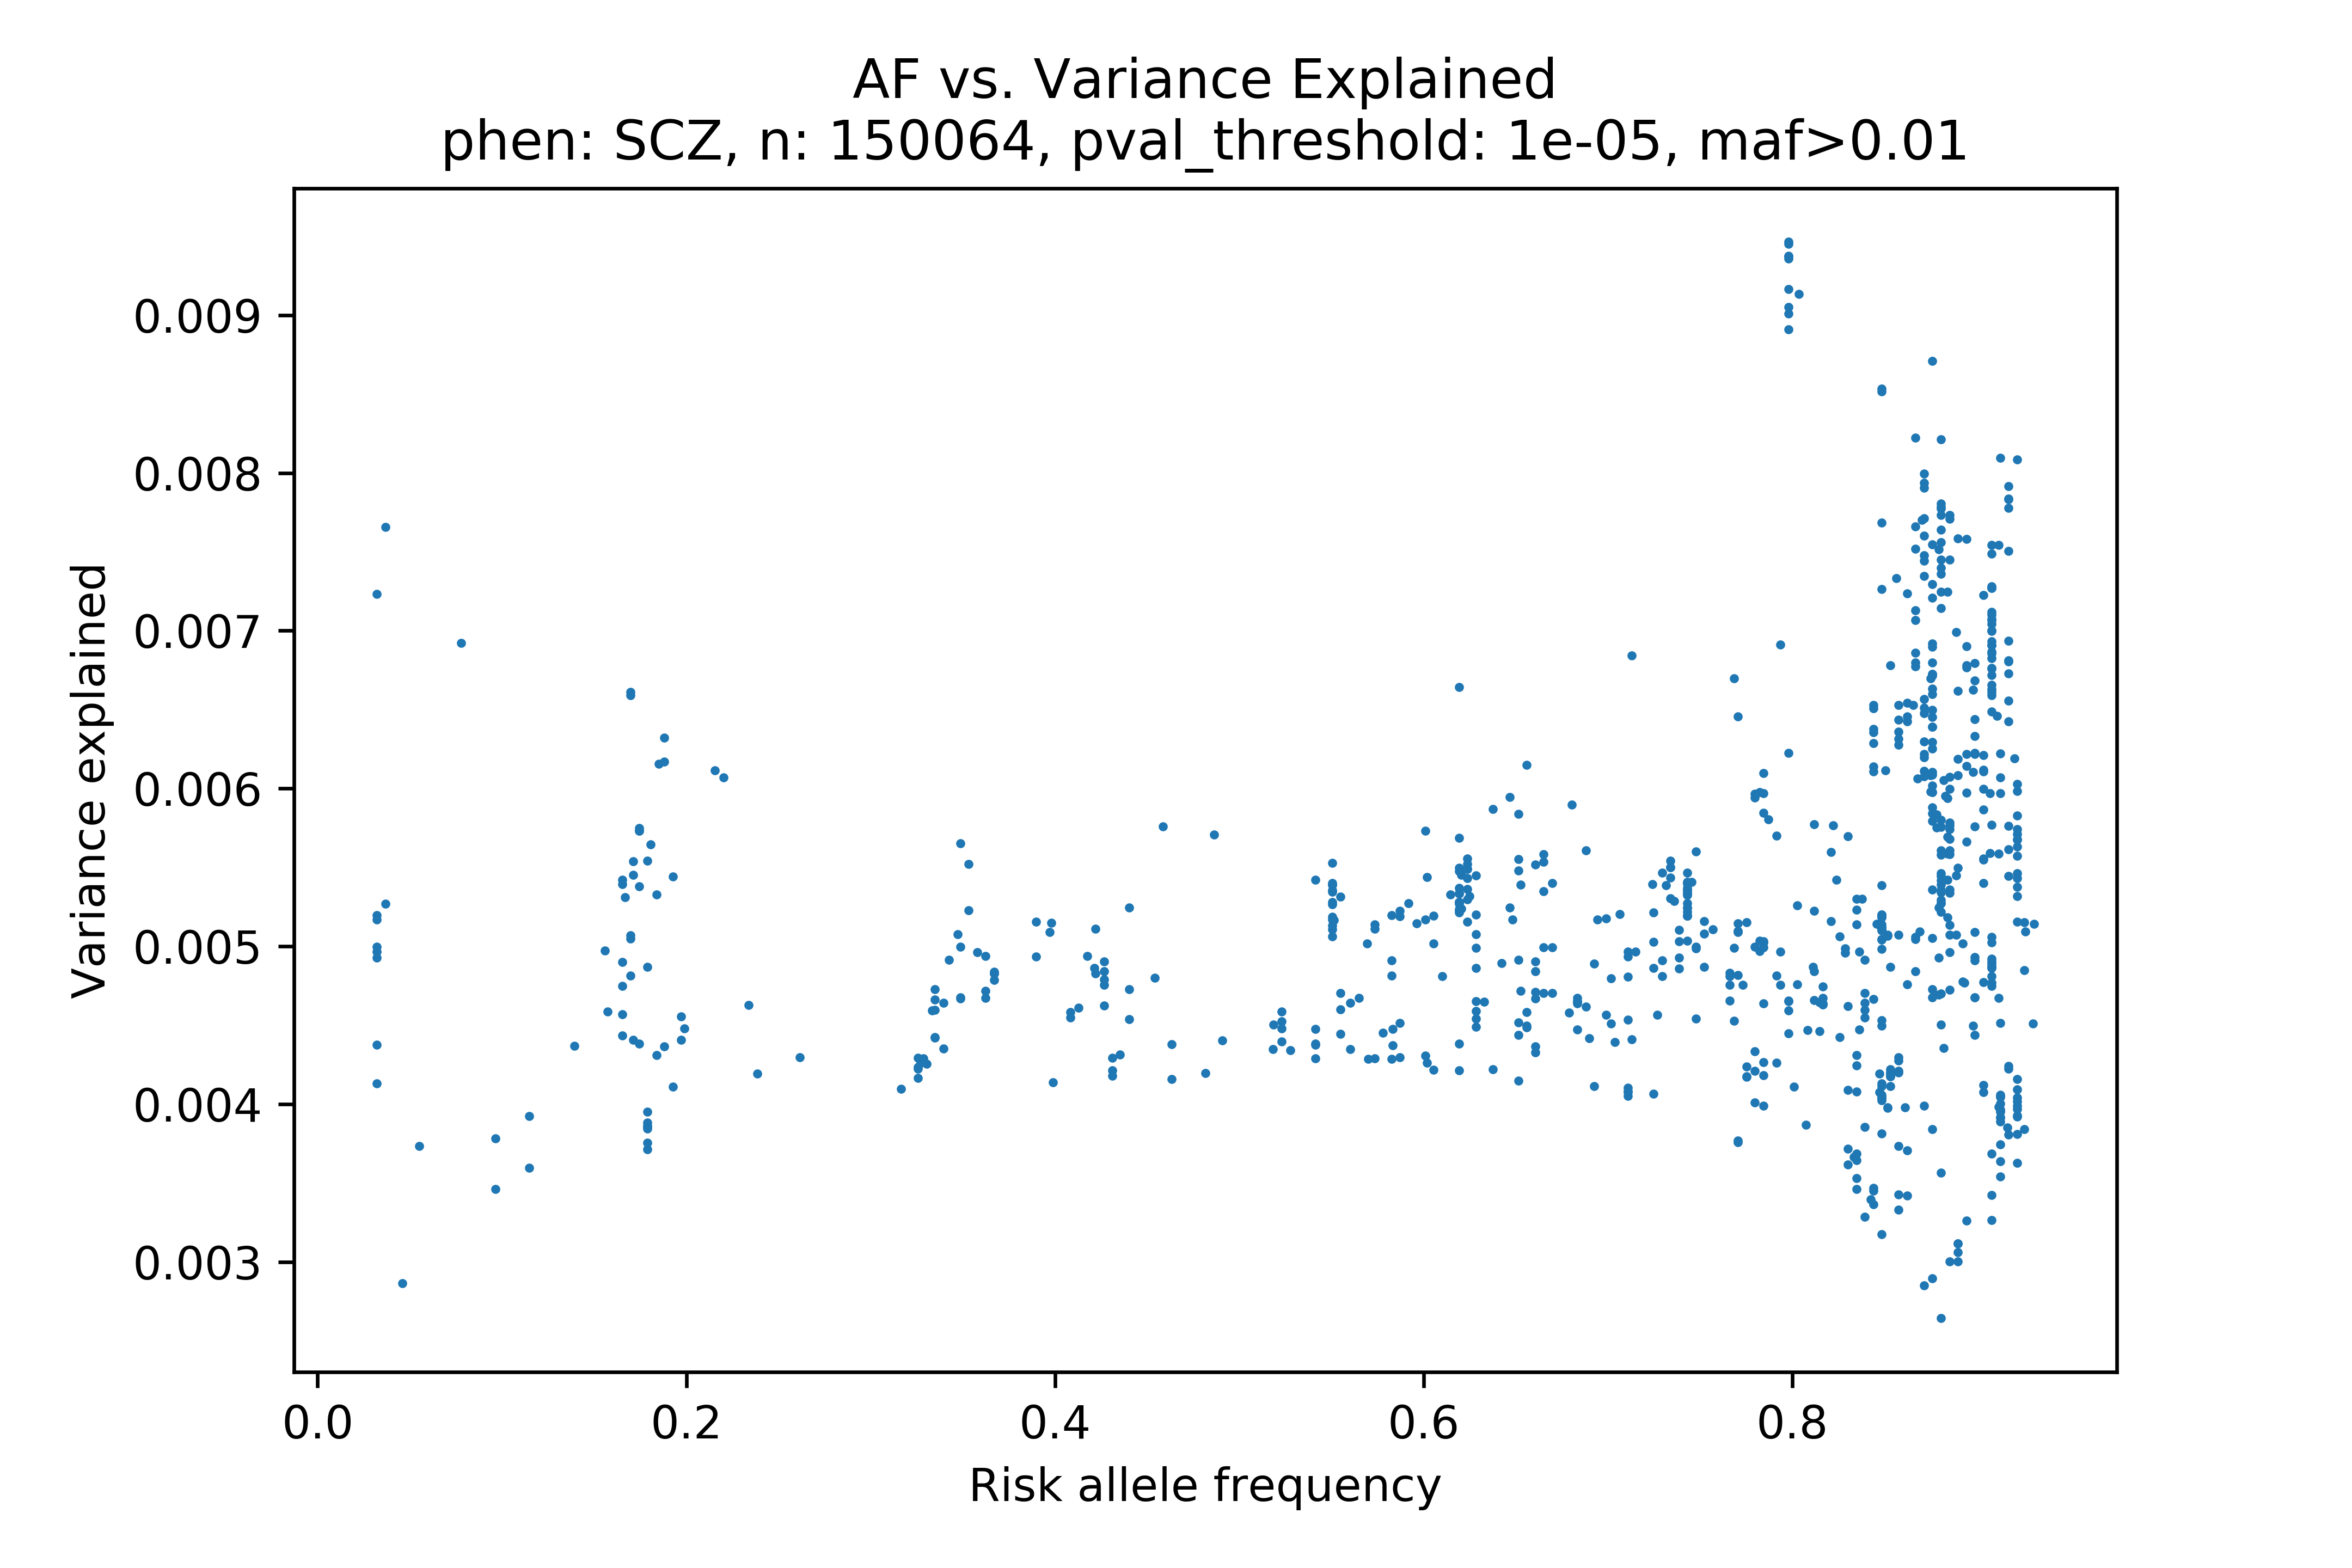 AF vs. Variance Explained
phen: SCZ, n: 150064, pval_threshold: 1e-05, maf>0.01
0.009
0.008
0.007
0.006
0.005
0.004
0.003
Variance explained
0.0 0.2 0.4 0.6 0.8
Risk allele frequency